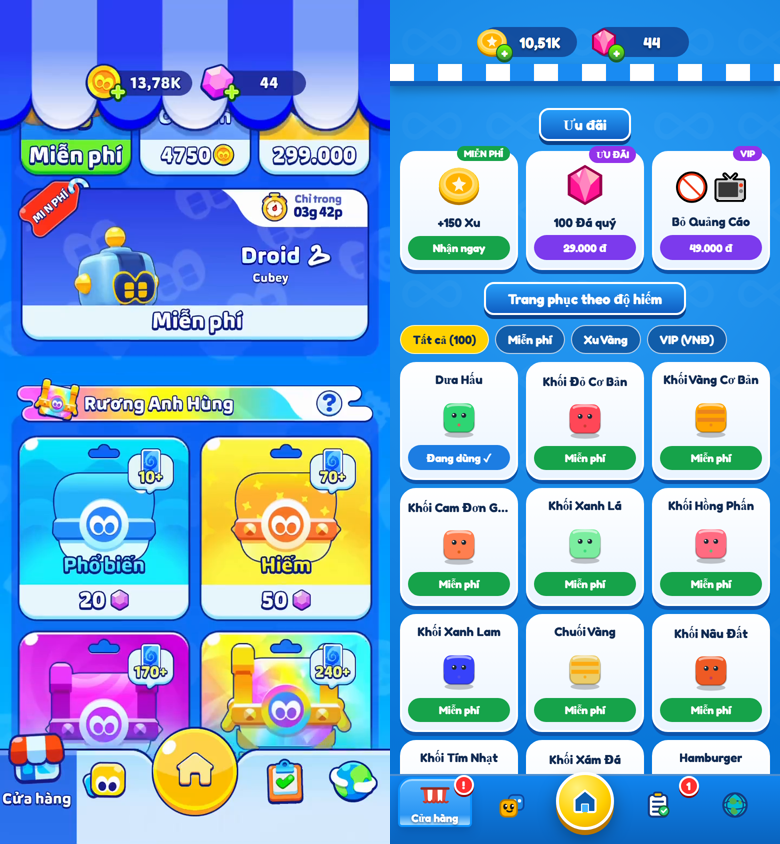 13,78K
44
Miễn phí
4750
299.000
MIỄN PHÍ
Chỉ trong
03g 42p
Droid
Cubey
Miễn phí
Rương Anh Hùng
?
10+
Phổ biến
20
70+
Hiếm
50
170+
240+
Cửa hàng
10,51K
44
Ưu đãi
MIỄN PHÍ
+150 Xu
Nhận ngay
ƯU ĐÃI
100 Đá quý
29.000 đ
VIP
Bỏ Quảng Cáo
49.000 đ
Trang phục theo độ hiếm
Tất cả (100)
Miễn phí
Xu Vàng
VIP (VNĐ)
Dưa Hấu
Đang dùng ✓
Khối Đỏ Cơ Bản
Miễn phí
Khối Vàng Cơ Bản
Miễn phí
Khối Cam Đơn G...
Miễn phí
Khối Xanh Lá
Miễn phí
Khối Hồng Phấn
Miễn phí
Khối Xanh Lam
Miễn phí
Chuối Vàng
Miễn phí
Khối Nâu Đất
Miễn phí
Khối Tím Nhạt
Khối Xám Đá
Hamburger
!
Cửa hàng
1